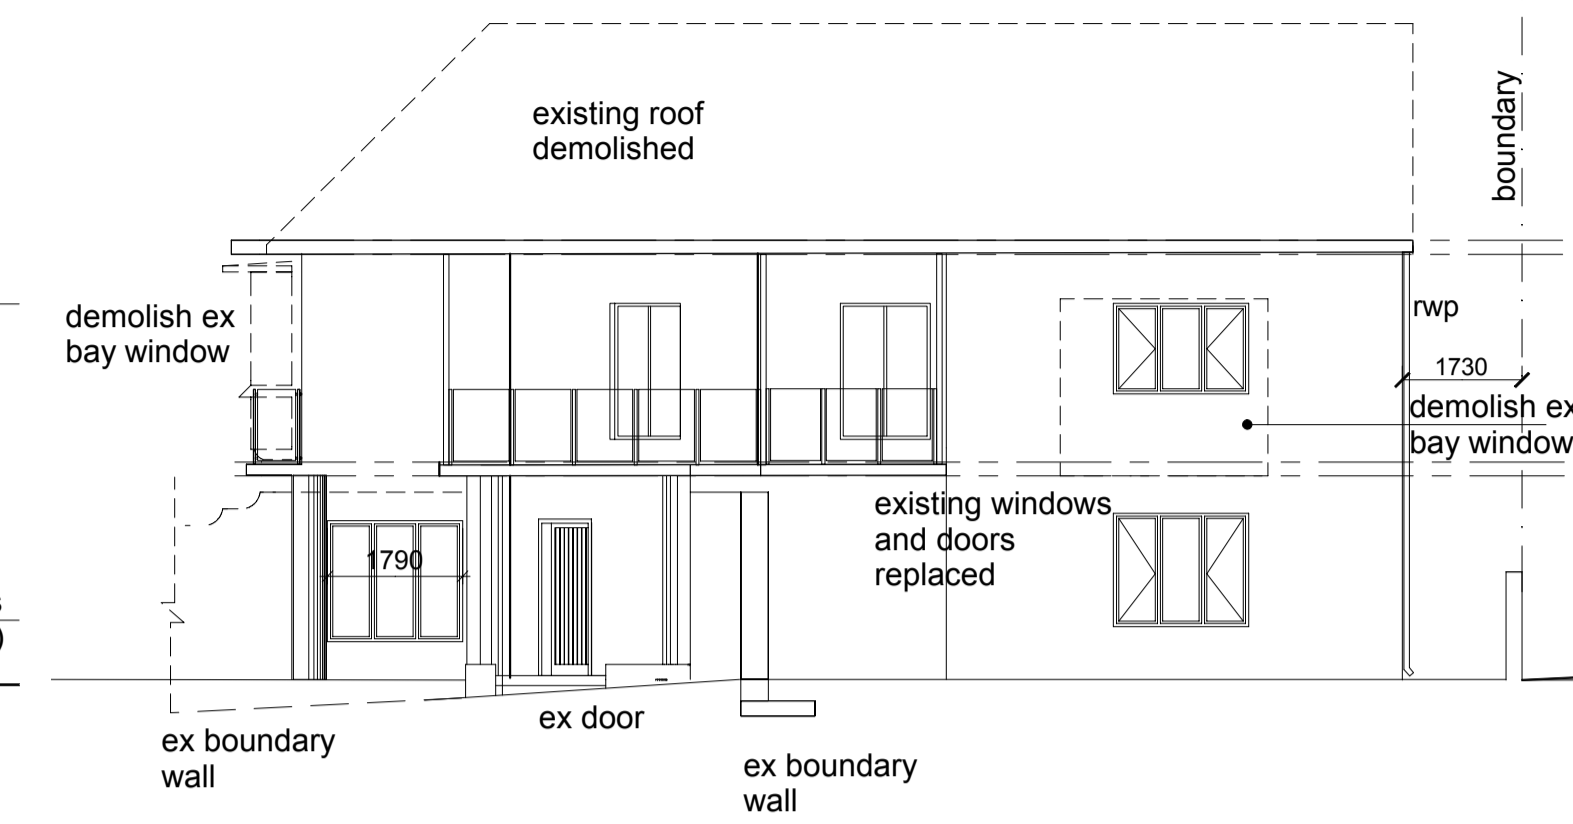 existing roof
demolished
boundary
demolish ex
bay window
rwp
1730
demolish ex
bay window
existing windows
and doors
replaced
1790
)
ex door
ex boundary
wall
ex boundary
wall